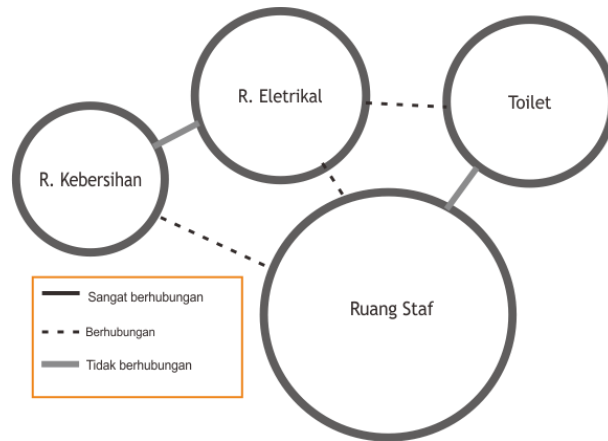 R. Eletrikal
Toilet
R. Kebersihan
Ruang Staf
Sangat berhubungan
Berhubungan
Tidak berhubungan